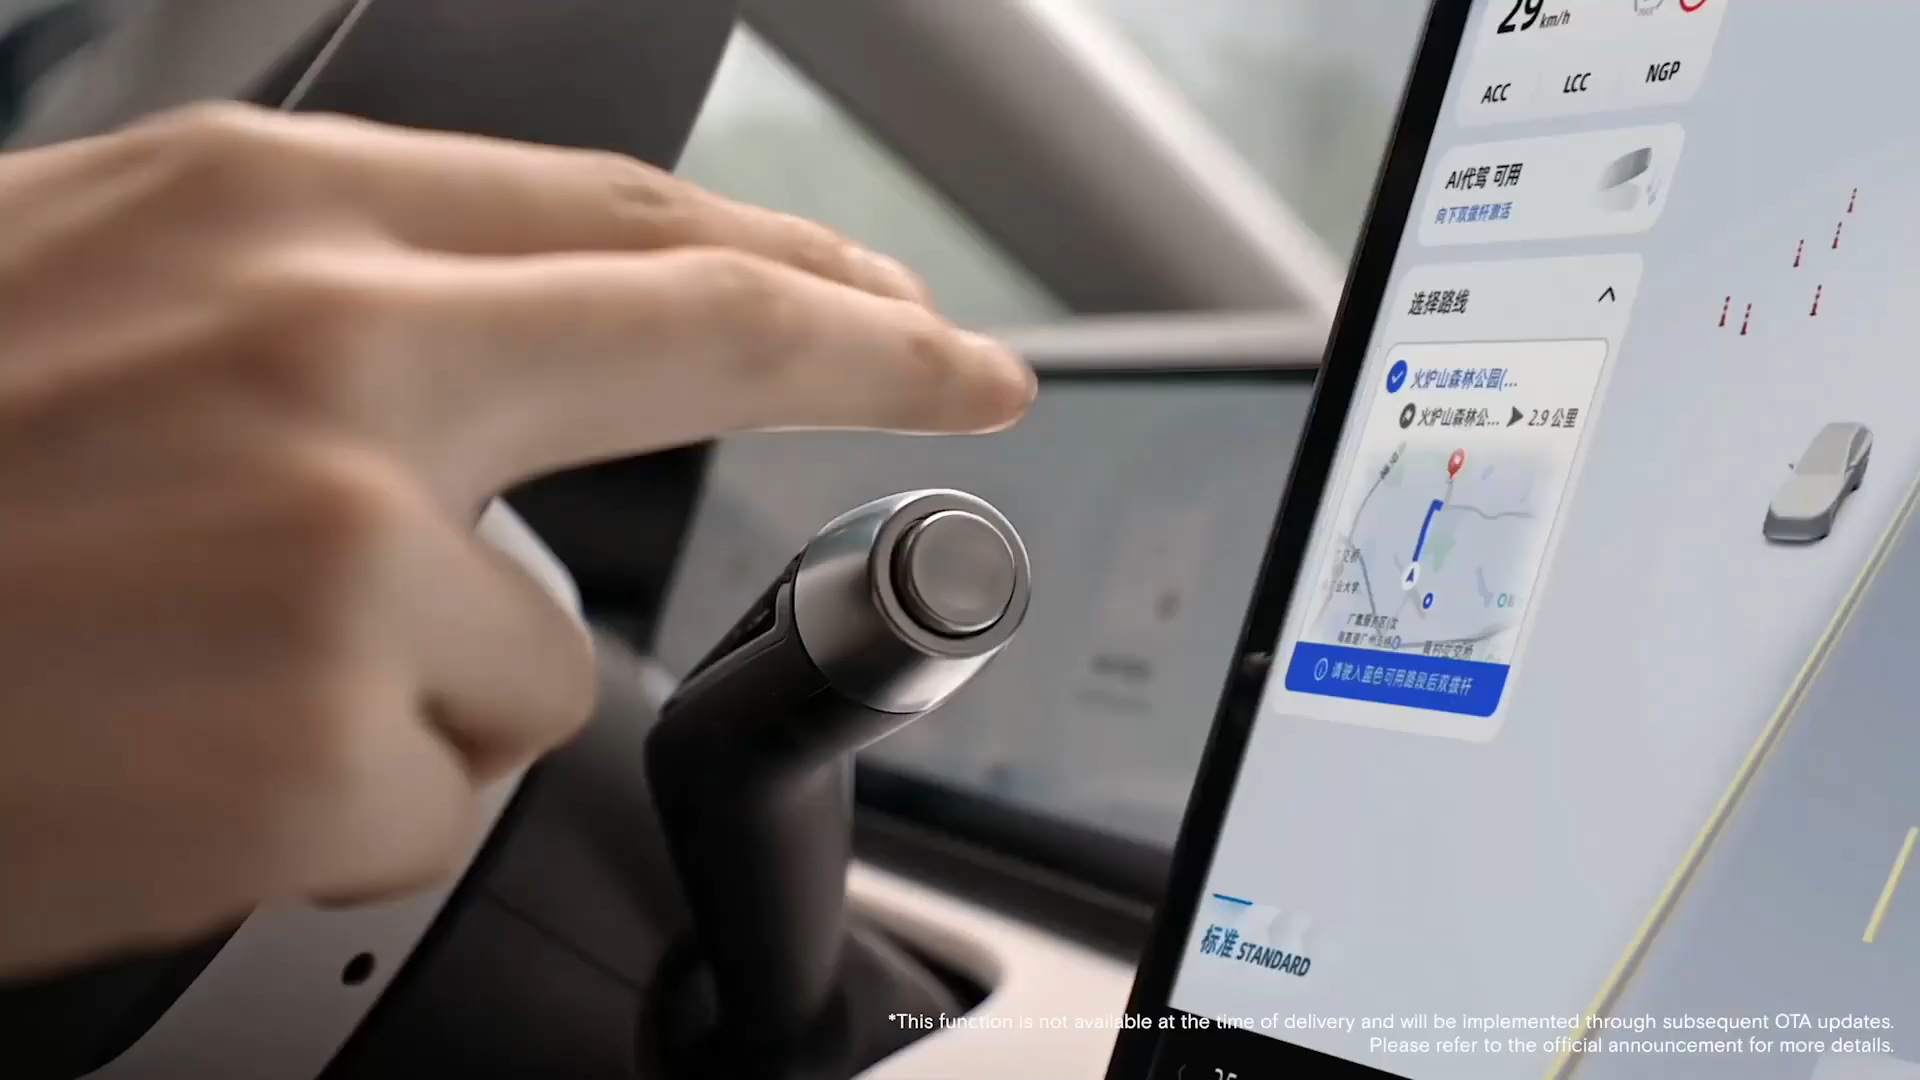 29 km/h
ACC LCC NGP
AI代驾 可用
向下双拨杆激活
选择路线
火炉山森林公园(...
火炉山森林公... 2.9 公里
请驶入蓝色可用路段后双拨杆
标准 STANDARD
*This function is not available at the time of delivery and will be implemented through subsequent OTA updates.
Please refer to the official announcement for more details.